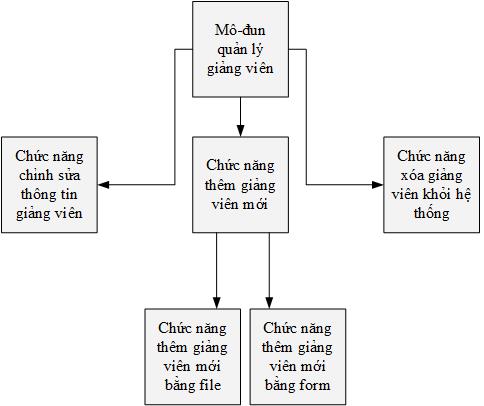 Mô-đun
quản lý
giảng viên
Chức năng
chỉnh sửa
thông tin
giảng viên
Chức năng
thêm giảng
viên mới
Chức năng
xóa giảng
viên khỏi hệ
thống
Chức năng
thêm giảng
viên mới
bằng file
Chức năng
thêm giảng
viên mới
bằng form